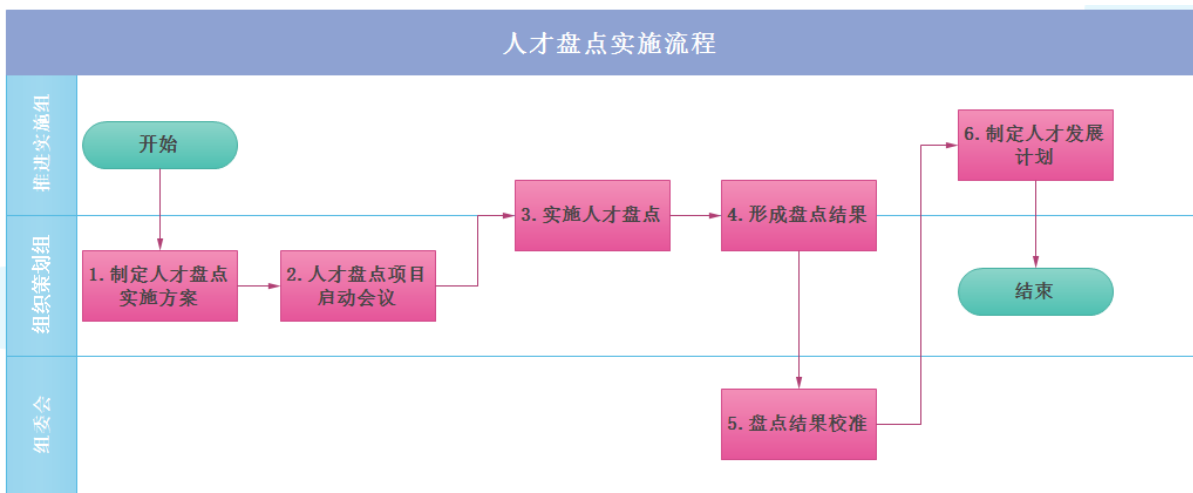 人才盘点实施流程
推进实施组
开始
6.制定人才发展
计划
3.实施人才盘点
4.形成盘点结果
组织策划组
1.制定人才盘点
实施方案
2.人才盘点项目
启动会议
结束
组委会
5.盘点结果校准